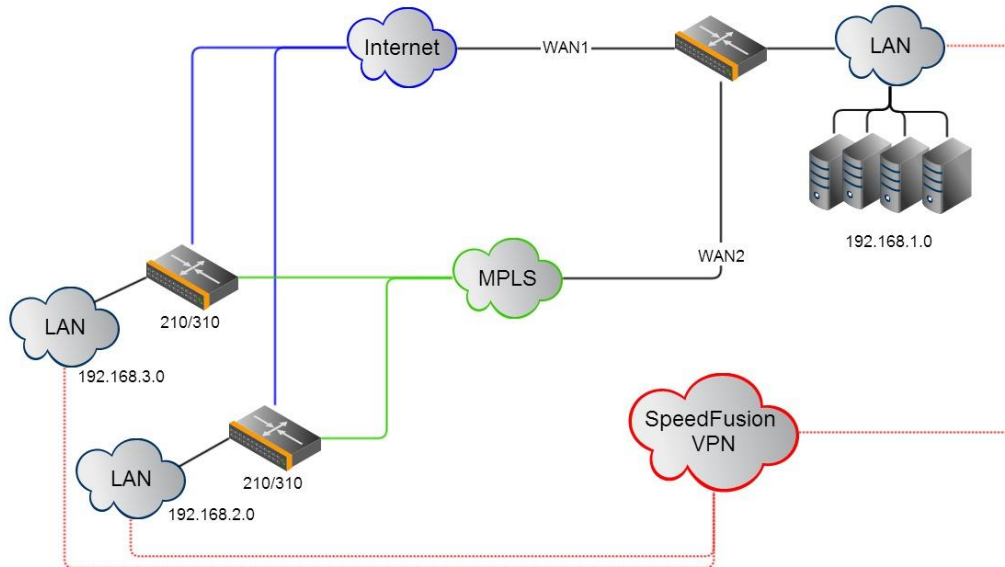 Internet
WAN1
LAN
192.168.1.0
WAN2
MPLS
210/310
LAN
192.168.3.0
SpeedFusion
VPN
210/310
LAN
192.168.2.0